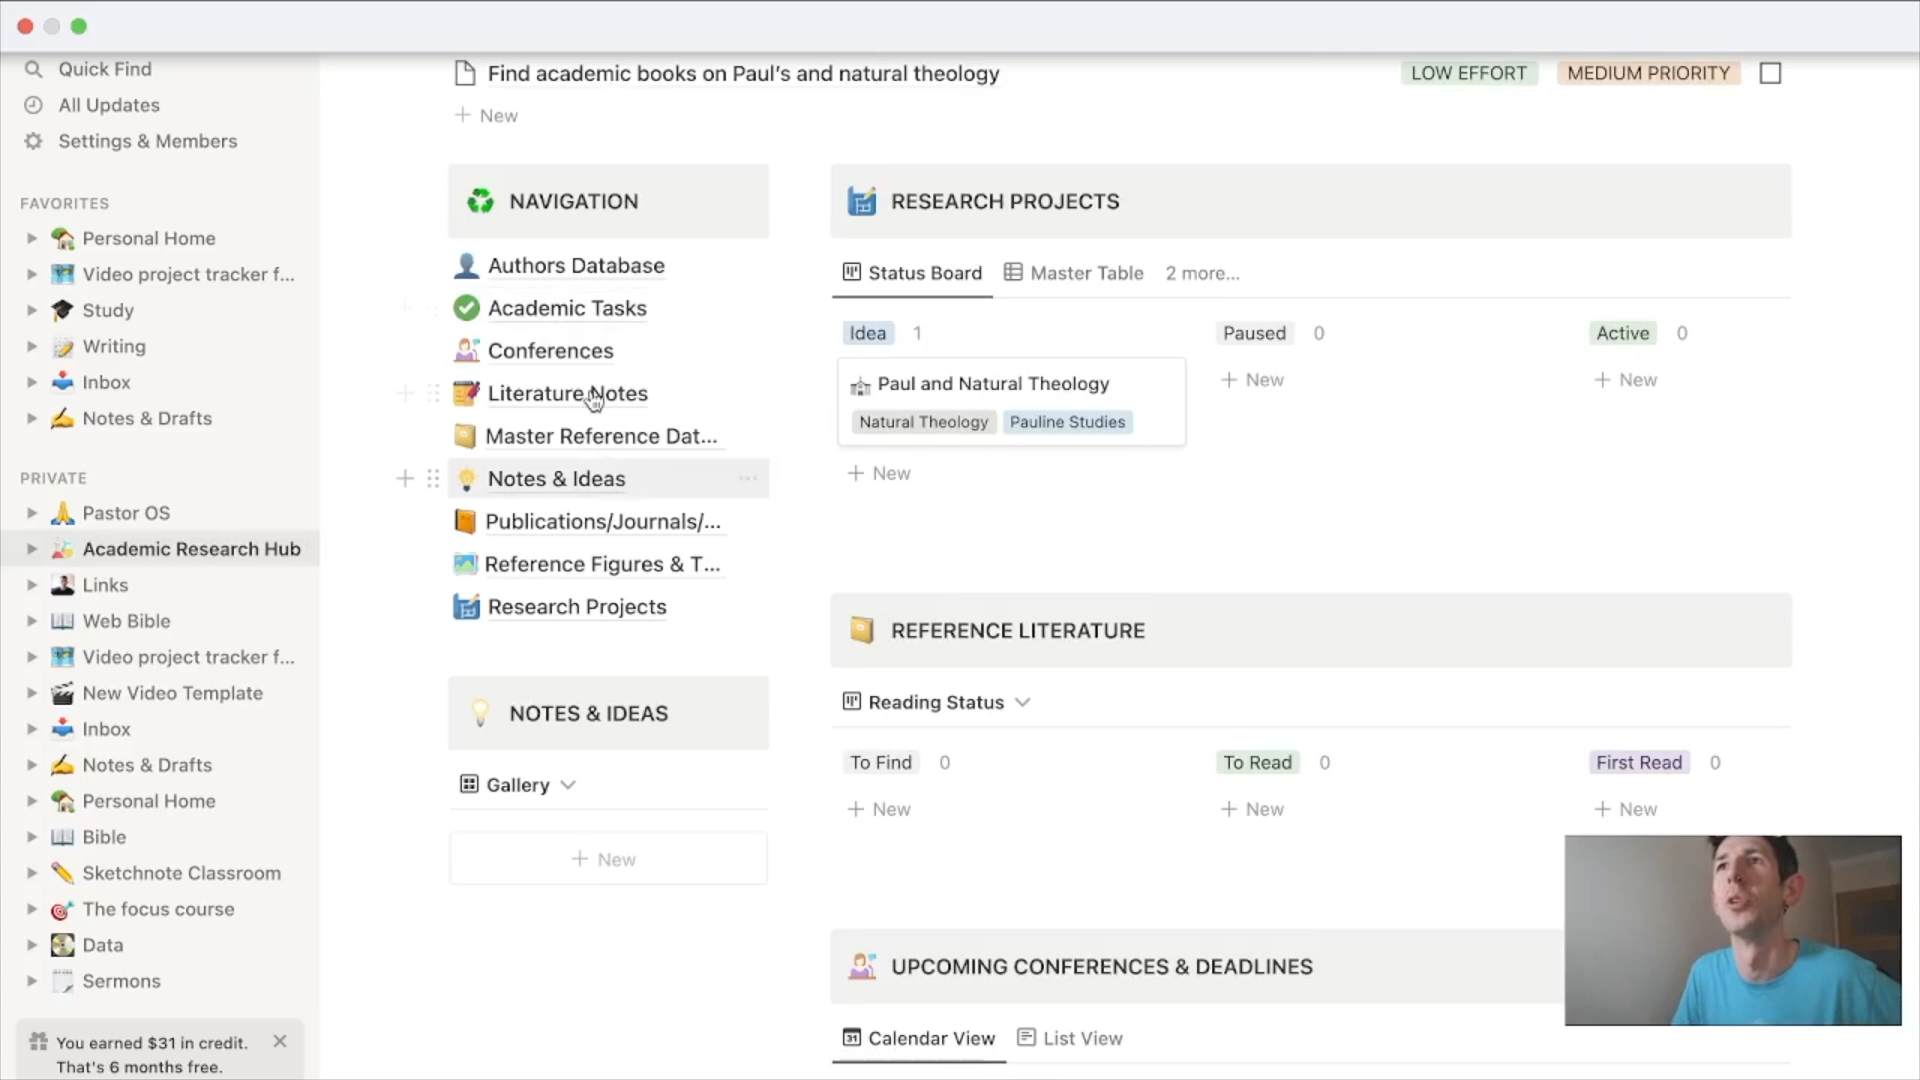 Quick Find
All Updates
Settings & Members
FAVORITES
Personal Home
Video project tracker f...
Study
Writing
Inbox
Notes & Drafts
PRIVATE
Pastor OS
Academic Research Hub
Links
Web Bible
Video project tracker f...
New Video Template
Inbox
Notes & Drafts
Personal Home
Bible
Sketchnote Classroom
The focus course
Data
Sermons
You earned $31 in credit.
That's 6 months free.
Find academic books on Paul's and natural theology LOW EFFORT MEDIUM PRIORITY
+ New
NAVIGATION
Authors Database
Academic Tasks
Conferences
Literature Notes
Master Reference Dat...
Notes & Ideas
Publications/Journals/...
Reference Figures & T...
Research Projects
NOTES & IDEAS
Gallery
+ New
RESEARCH PROJECTS
Status Board Master Table 2 more...
Idea 1 Paused 0 Active 0
Paul and Natural Theology
Natural Theology Pauline Studies
+ New + New
+ New
REFERENCE LITERATURE
Reading Status
To Find 0 To Read 0 First Read 0
+ New + New + New
UPCOMING CONFERENCES & DEADLINES
31 Calendar View List View